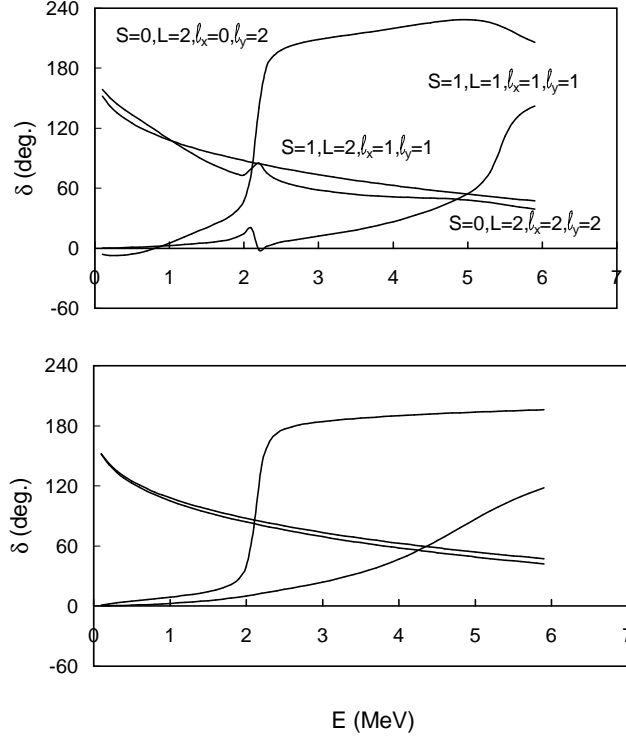 240
S=0,L=2,ℓx=0,ℓy=2
180
S=1,L=1,ℓx=1,ℓy=1
δ (deg.)
120
S=1,L=2,ℓx=1,ℓy=1
60
S=0,L=2,ℓx=2,ℓy=2
0
0 1 2 3 4 5 6 7
-60
240
180
δ (deg.)
120
60
0
0 1 2 3 4 5 6 7
-60
E (MeV)